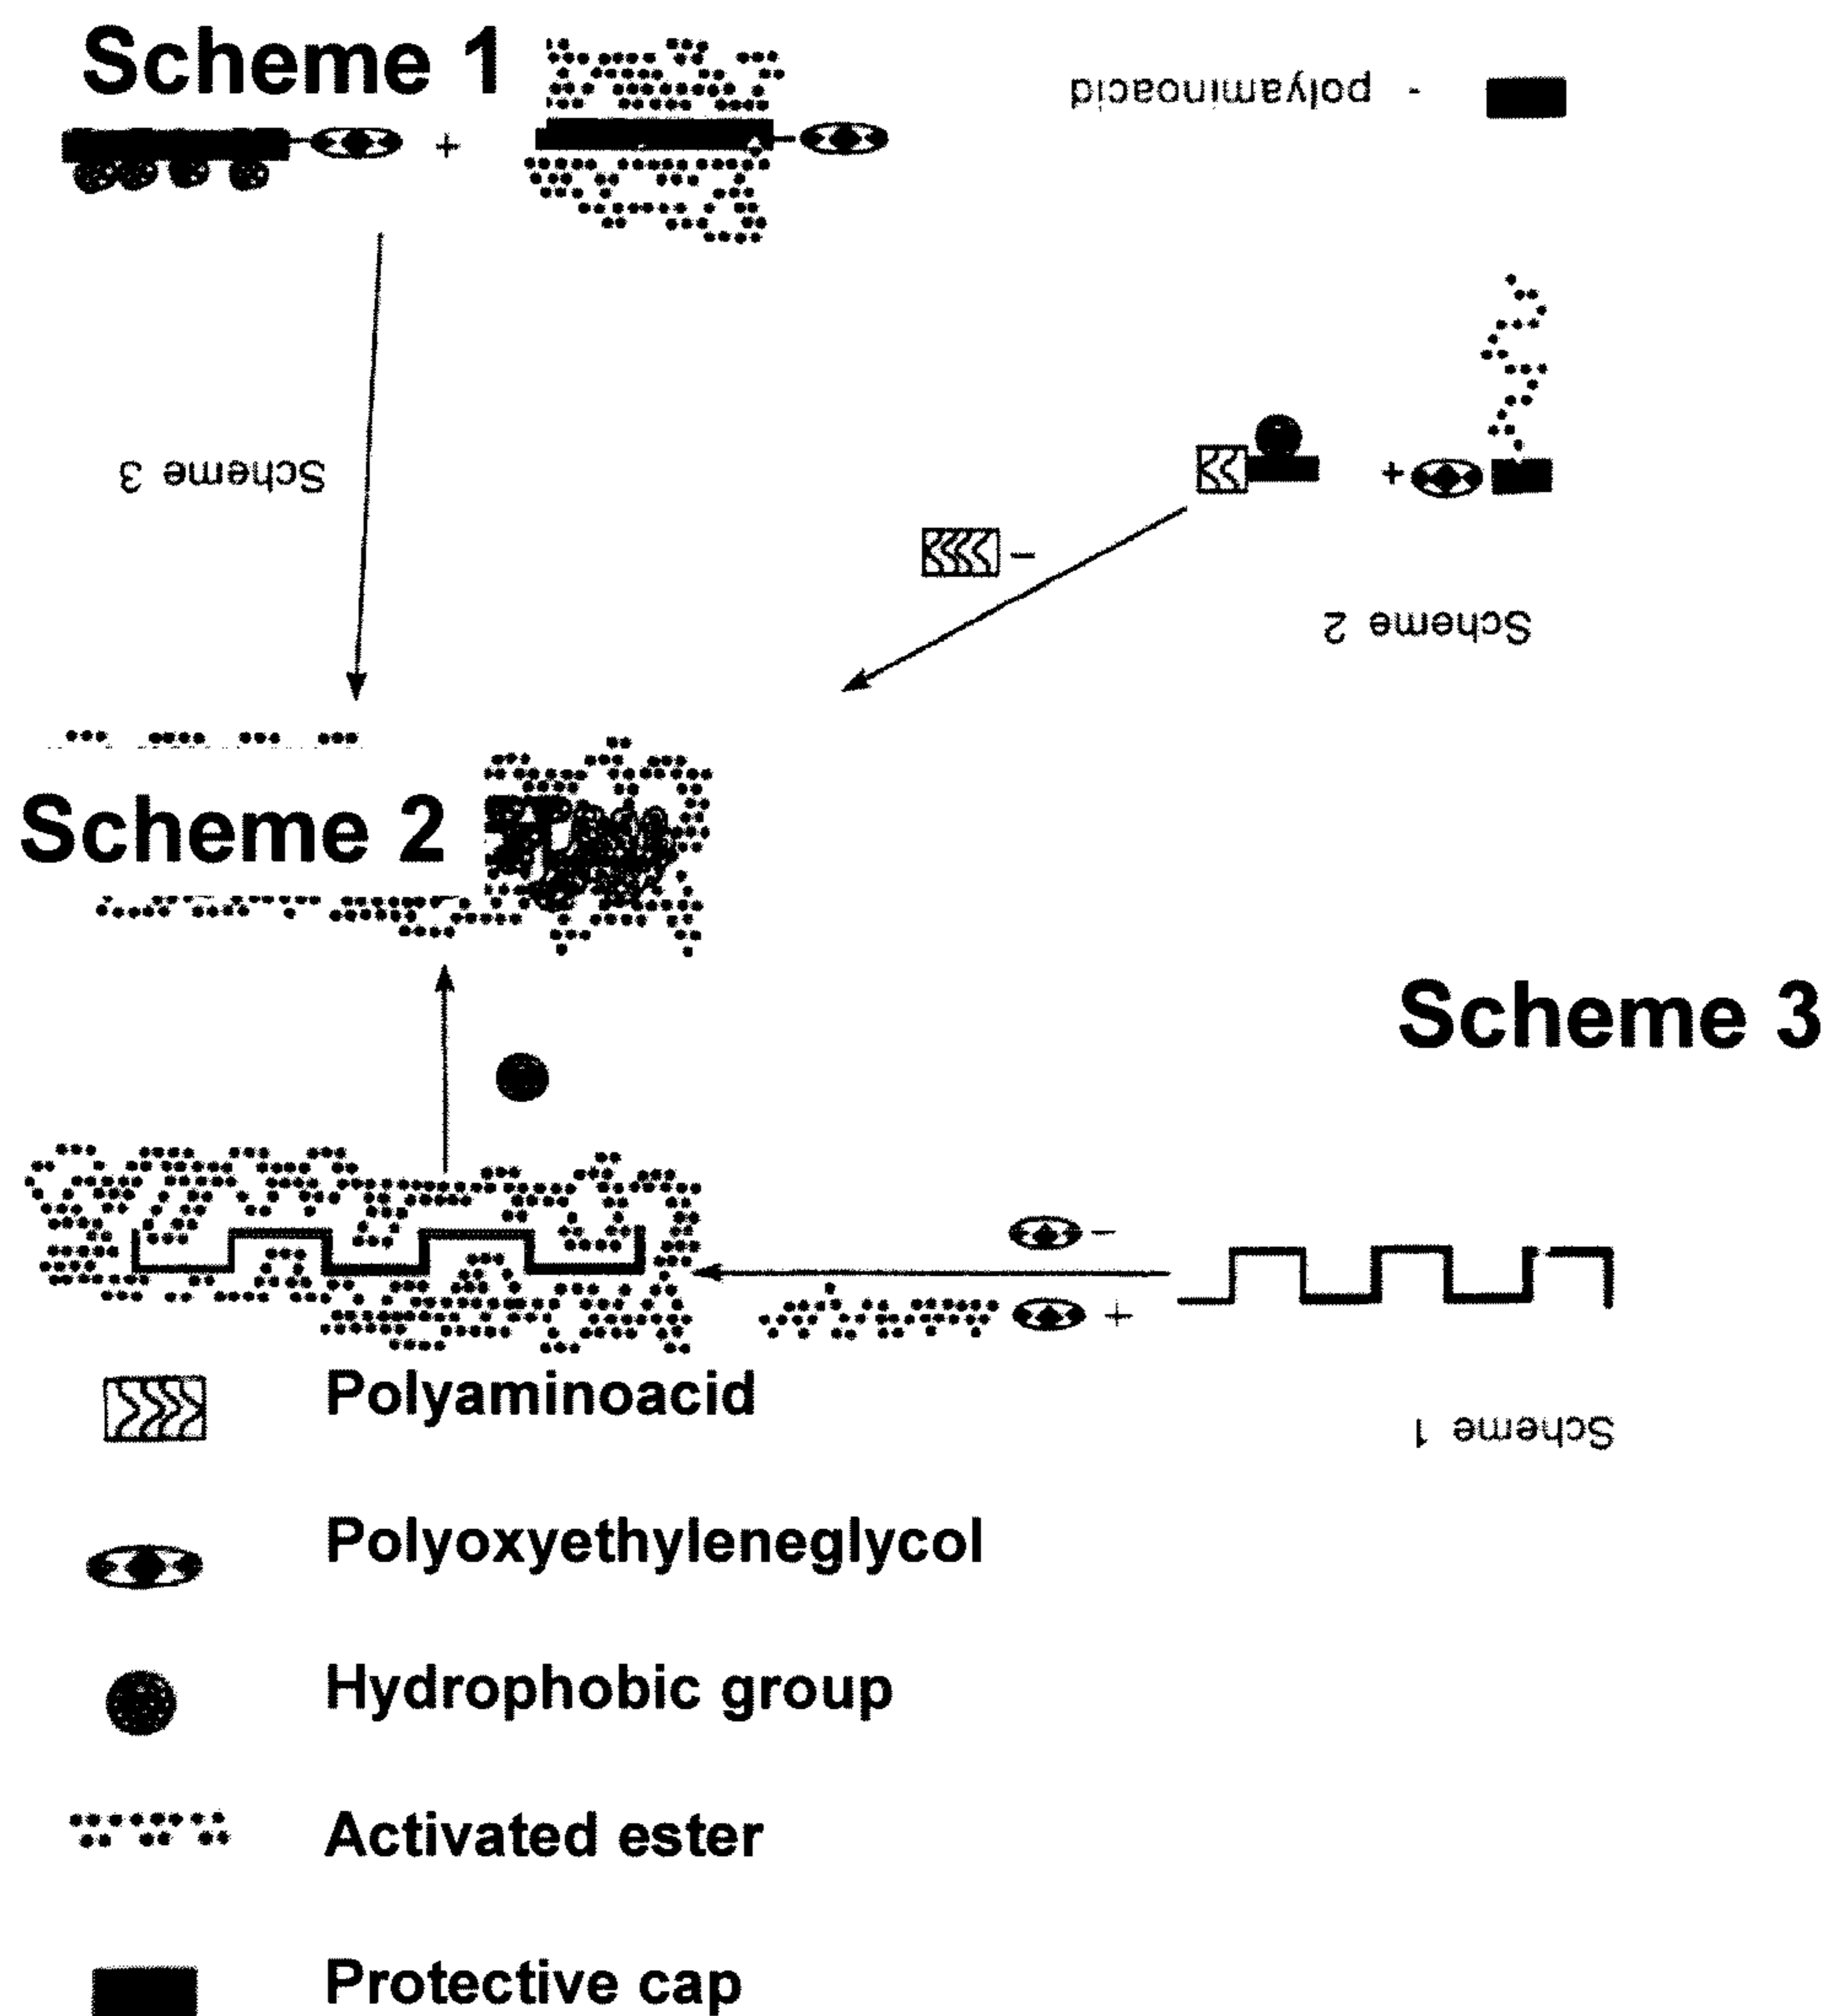 Scheme 1
polyaminoacid -
+
Scheme 3
+
-
Scheme 2
Scheme 2
Scheme 3
-
+
Scheme 1
Polyaminoacid
Polyoxyethyleneglycol
Hydrophobic group
Activated ester
Protective cap